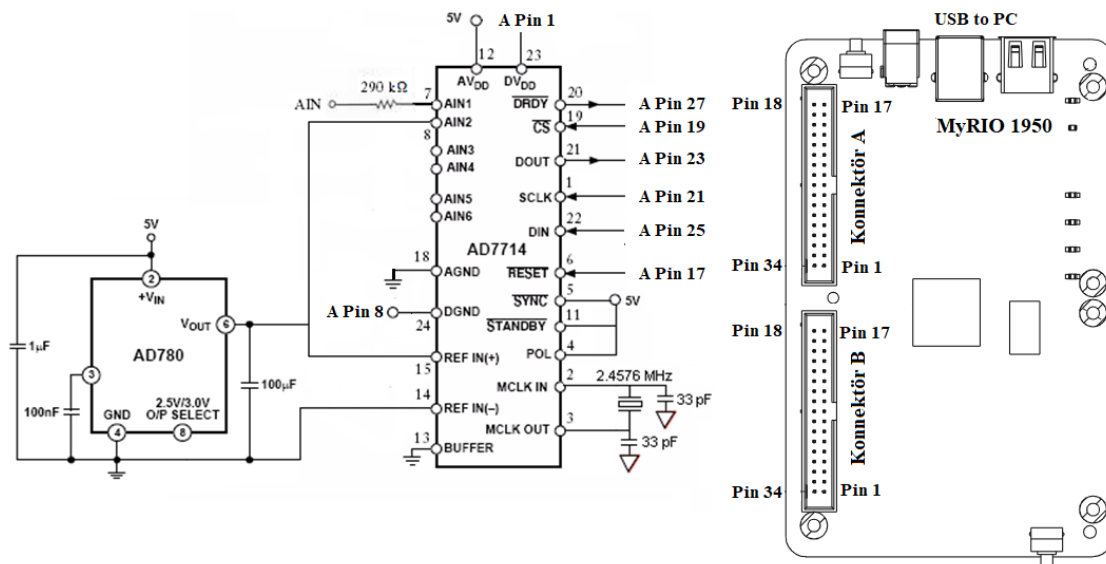 5V
A Pin 1
12
23
AVDD
DVDD
290 kΩ
AIN
7
AIN1
AIN2
8
AIN3
AIN4
AIN5
AIN6
AD7714
18
AGND
A Pin 8
DGND
24
REF IN(+)
15
14
REF IN(–)
13
BUFFER
DRDY
20
A Pin 27
19
CS
A Pin 19
DOUT
21
A Pin 23
SCLK
1
A Pin 21
DIN
22
A Pin 25
RESET
6
A Pin 17
SYNC
5
5V
STANDBY
11
POL
4
MCLK IN
2
2.4576 MHz
33 pF
MCLK OUT
3
33 pF
5V
2
+VIN
VOUT
6
AD780
1μF
3
100nF
100μF
GND
2.5V/3.0V
O/P SELECT
4
8
USB to PC
Pin 18
Pin 17
MyRIO 1950
Konnektör A
Pin 34
Pin 1
Pin 18
Pin 17
Konnektör B
Pin 34
Pin 1